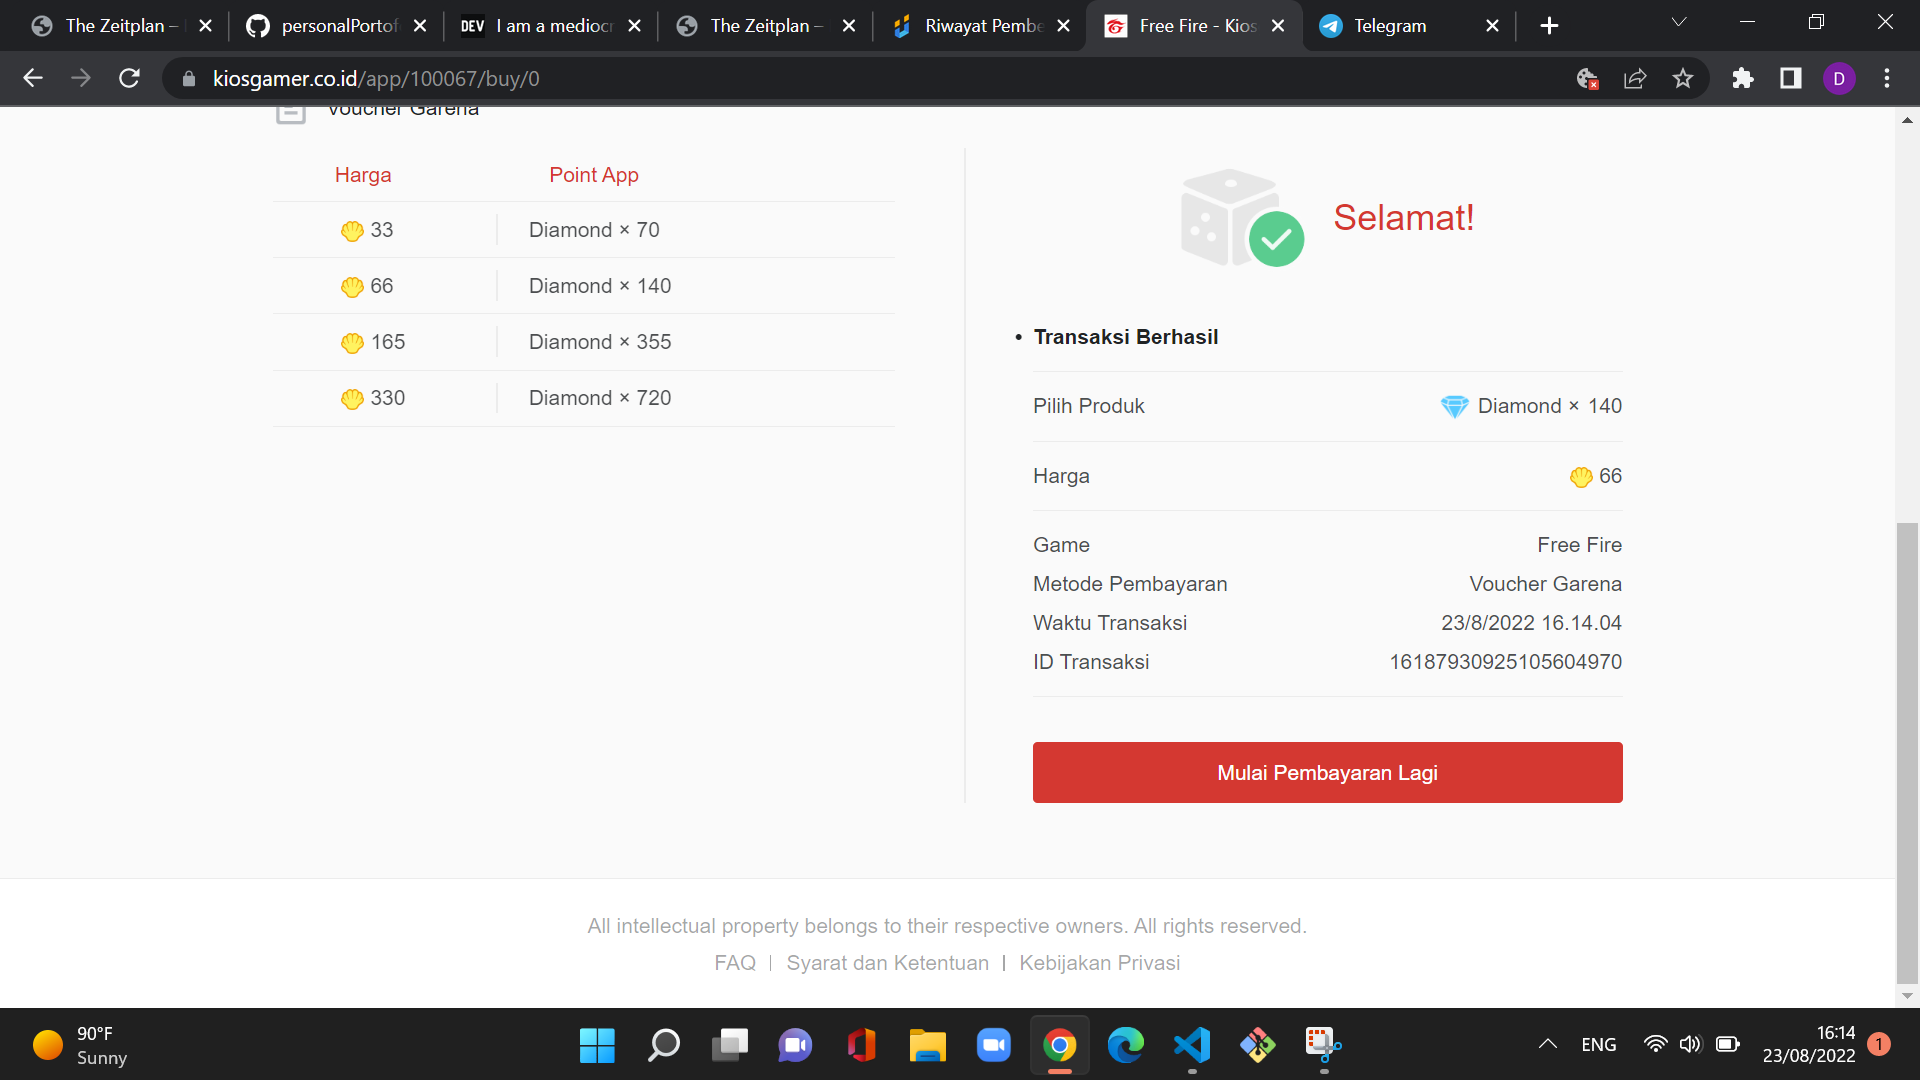 The Zeitplan –
personalPortof
DEV I am a mediocr
The Zeitplan –
Riwayat Pembe
Free Fire - Kios
Telegram
kiosgamer.co.id/app/100067/buy/0
D
Voucher Garena
Harga Point App
33 Diamond × 70
66 Diamond × 140
165 Diamond × 355
330 Diamond × 720
Selamat!
• Transaksi Berhasil
Pilih Produk Diamond × 140
Harga 66
Game Free Fire
Metode Pembayaran Voucher Garena
Waktu Transaksi 23/8/2022 16.14.04
ID Transaksi 16187930925105604970
Mulai Pembayaran Lagi
All intellectual property belongs to their respective owners. All rights reserved.
FAQ | Syarat dan Ketentuan | Kebijakan Privasi
90°F
Sunny
ENG
16:14
23/08/2022
1